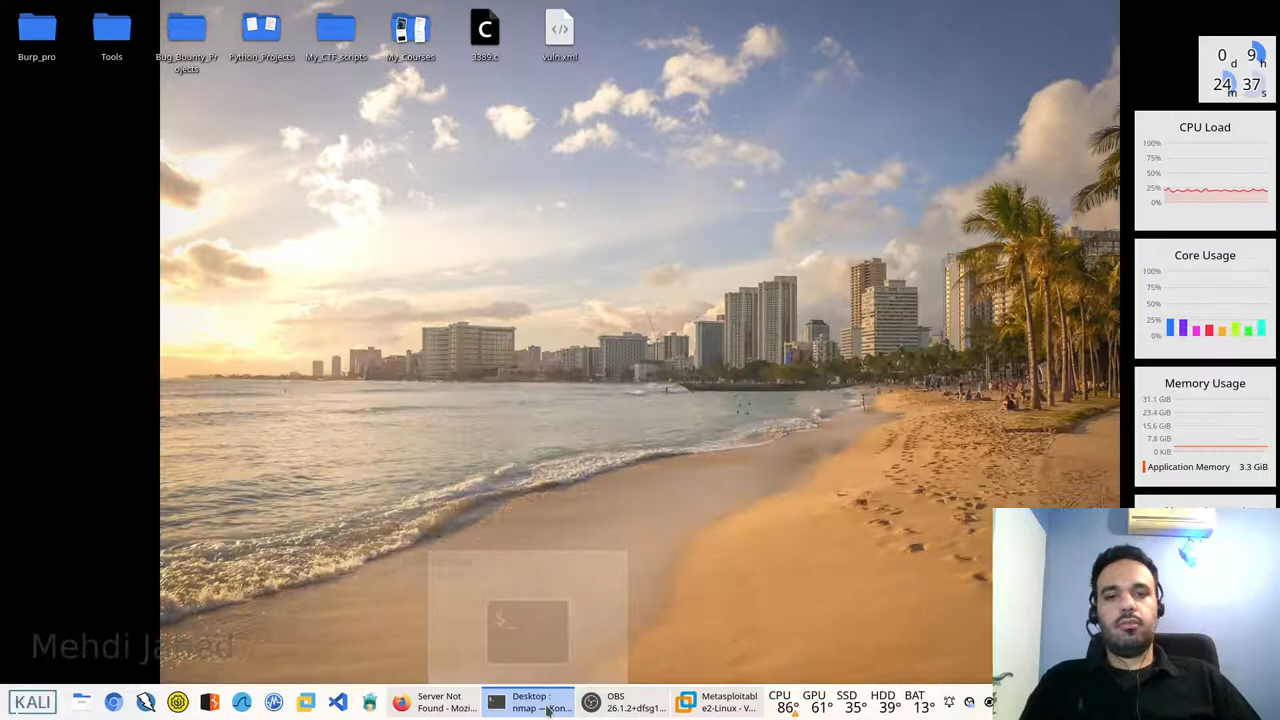 Burp_pro
Tools
Bug_Bounty_Pr
ojects
Python_Projects
My_CTF_scripts
My_Courses
3389.c
vuln.xml
C
0 d 9 h
24 m 37 s
CPU Load
100%
75%
50%
25%
0%
Core Usage
100%
75%
50%
25%
0%
Memory Usage
31.1 GiB
23.4 GiB
15.6 GiB
7.8 GiB
0 KiB
Application Memory 3.3 GiB
$_
KALI
Server Not
Found - Mozi...
Desktop :
nmap — Kon...
OBS
26.1.2+dfsg1...
Metasploitabl
e2-Linux - V...
CPU
86°
GPU
61°
SSD
35°
HDD
39°
BAT
13°